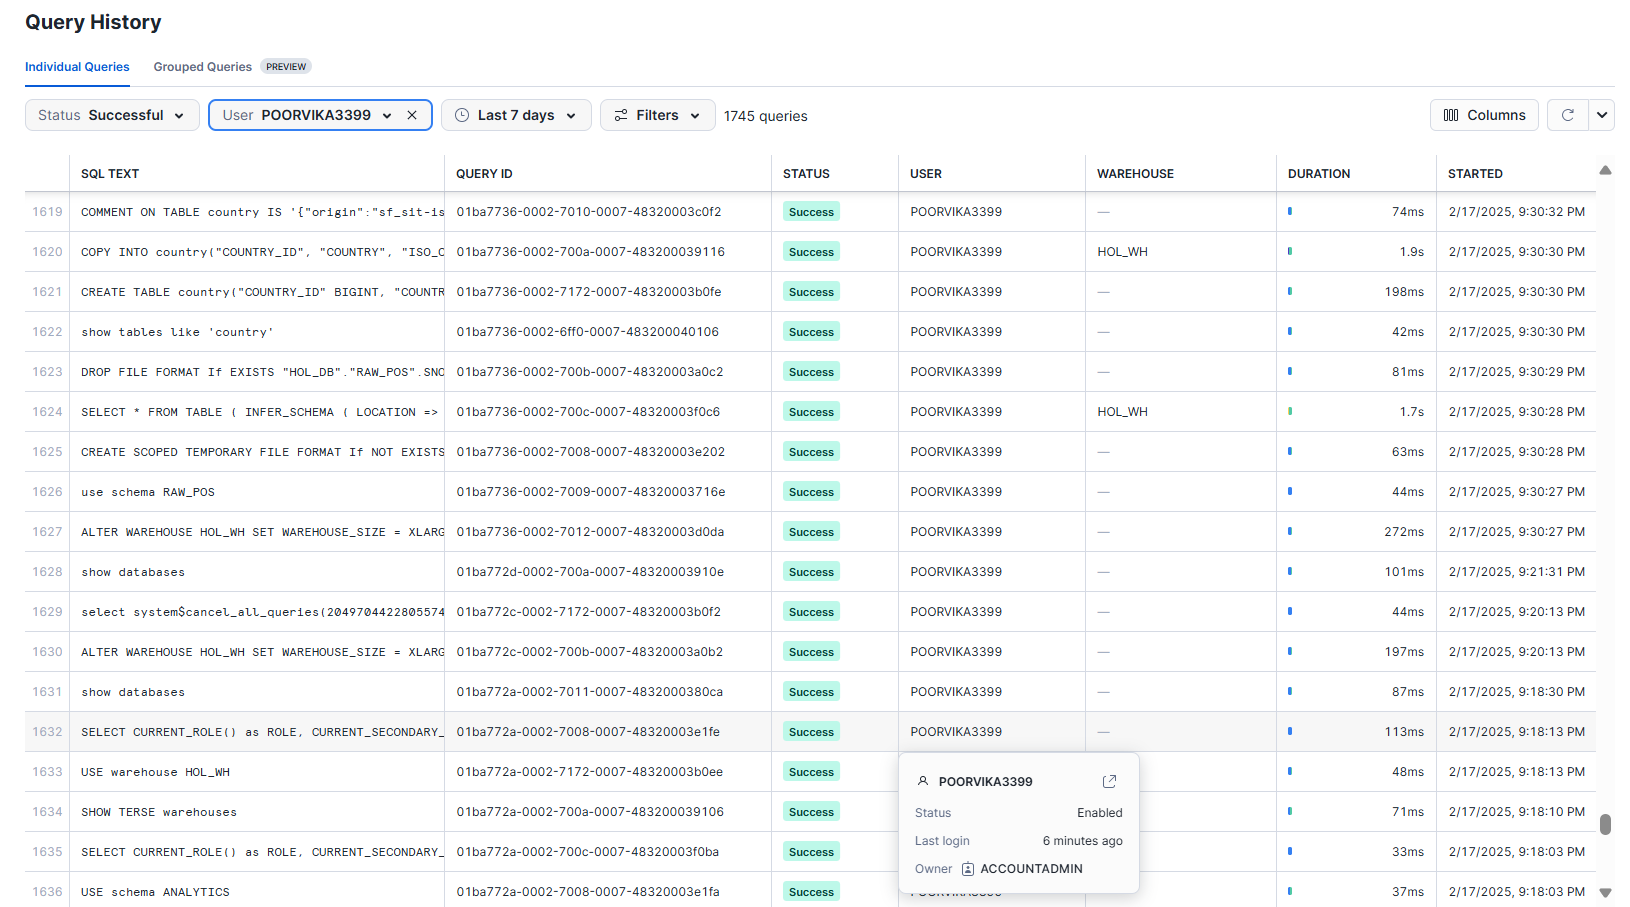 Query History
Individual Queries Grouped Queries PREVIEW
Status Successful User POORVIKA3399 Last 7 days Filters 1745 queries Columns
SQL TEXT QUERY ID STATUS USER WAREHOUSE DURATION STARTED
1619 COMMENT ON TABLE country IS '{"origin":"sf_sit-is 01ba7736-0002-7010-0007-48320003c0f2 Success POORVIKA3399 — 74ms 2/17/2025, 9:30:32 PM
1620 COPY INTO country("COUNTRY_ID", "COUNTRY", "ISO_C 01ba7736-0002-700a-0007-483200039116 Success POORVIKA3399 HOL_WH 1.9s 2/17/2025, 9:30:30 PM
1621 CREATE TABLE country("COUNTRY_ID" BIGINT, "COUNTR 01ba7736-0002-7172-0007-48320003b0fe Success POORVIKA3399 — 198ms 2/17/2025, 9:30:30 PM
1622 show tables like 'country' 01ba7736-0002-6ff0-0007-483200040106 Success POORVIKA3399 — 42ms 2/17/2025, 9:30:30 PM
1623 DROP FILE FORMAT If EXISTS "HOL_DB"."RAW_POS".SNO 01ba7736-0002-700b-0007-48320003a0c2 Success POORVIKA3399 — 81ms 2/17/2025, 9:30:29 PM
1624 SELECT * FROM TABLE ( INFER_SCHEMA ( LOCATION => 01ba7736-0002-700c-0007-48320003f0c6 Success POORVIKA3399 HOL_WH 1.7s 2/17/2025, 9:30:28 PM
1625 CREATE SCOPED TEMPORARY FILE FORMAT If NOT EXISTS 01ba7736-0002-7008-0007-48320003e202 Success POORVIKA3399 — 63ms 2/17/2025, 9:30:28 PM
1626 use schema RAW_POS 01ba7736-0002-7009-0007-48320003716e Success POORVIKA3399 — 44ms 2/17/2025, 9:30:27 PM
1627 ALTER WAREHOUSE HOL_WH SET WAREHOUSE_SIZE = XLARG 01ba7736-0002-7012-0007-48320003d0da Success POORVIKA3399 — 272ms 2/17/2025, 9:30:27 PM
1628 show databases 01ba772d-0002-700a-0007-48320003910e Success POORVIKA3399 — 101ms 2/17/2025, 9:21:31 PM
1629 select system$cancel_all_queries(2049704422805574 01ba772c-0002-7172-0007-48320003b0f2 Success POORVIKA3399 — 44ms 2/17/2025, 9:20:13 PM
1630 ALTER WAREHOUSE HOL_WH SET WAREHOUSE_SIZE = XLARG 01ba772c-0002-700b-0007-48320003a0b2 Success POORVIKA3399 — 197ms 2/17/2025, 9:20:13 PM
1631 show databases 01ba772a-0002-7011-0007-4832000380ca Success POORVIKA3399 — 87ms 2/17/2025, 9:18:30 PM
1632 SELECT CURRENT_ROLE() as ROLE, CURRENT_SECONDARY_ 01ba772a-0002-7008-0007-48320003e1fe Success POORVIKA3399 — 113ms 2/17/2025, 9:18:13 PM
1633 USE warehouse HOL_WH 01ba772a-0002-7172-0007-48320003b0ee Success 48ms 2/17/2025, 9:18:13 PM
1634 SHOW TERSE warehouses 01ba772a-0002-700a-0007-483200039106 Success 71ms 2/17/2025, 9:18:10 PM
1635 SELECT CURRENT_ROLE() as ROLE, CURRENT_SECONDARY_ 01ba772a-0002-700c-0007-48320003f0ba Success 33ms 2/17/2025, 9:18:03 PM
1636 USE schema ANALYTICS 01ba772a-0002-7008-0007-48320003e1fa Success 37ms 2/17/2025, 9:18:03 PM
POORVIKA3399
Status Enabled
Last login 6 minutes ago
Owner ACCOUNTADMIN